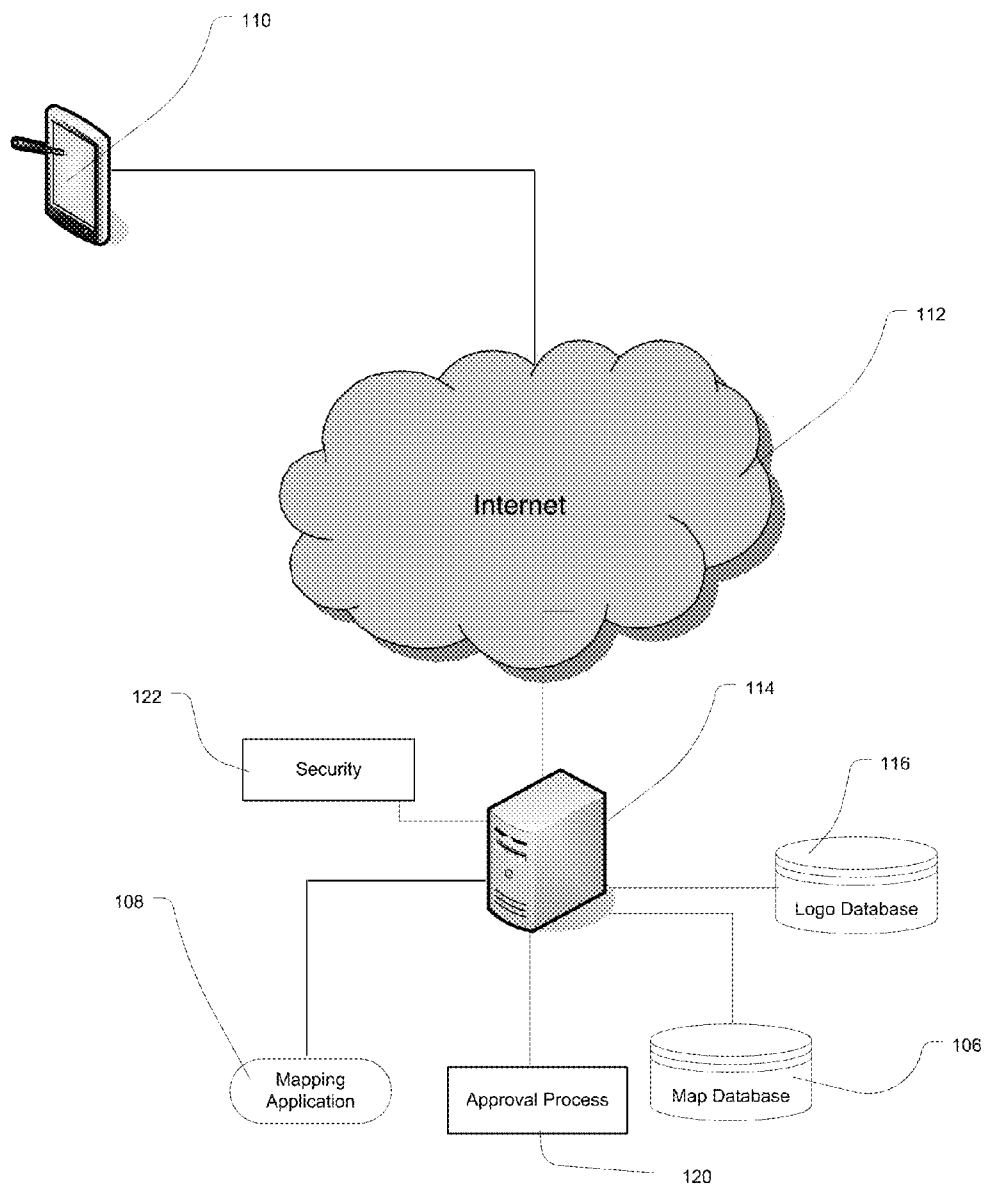 110
112
Internet
122
114
Security
116
108
Logo Database
106
Mapping
Application
Approval Process
Map Database
120